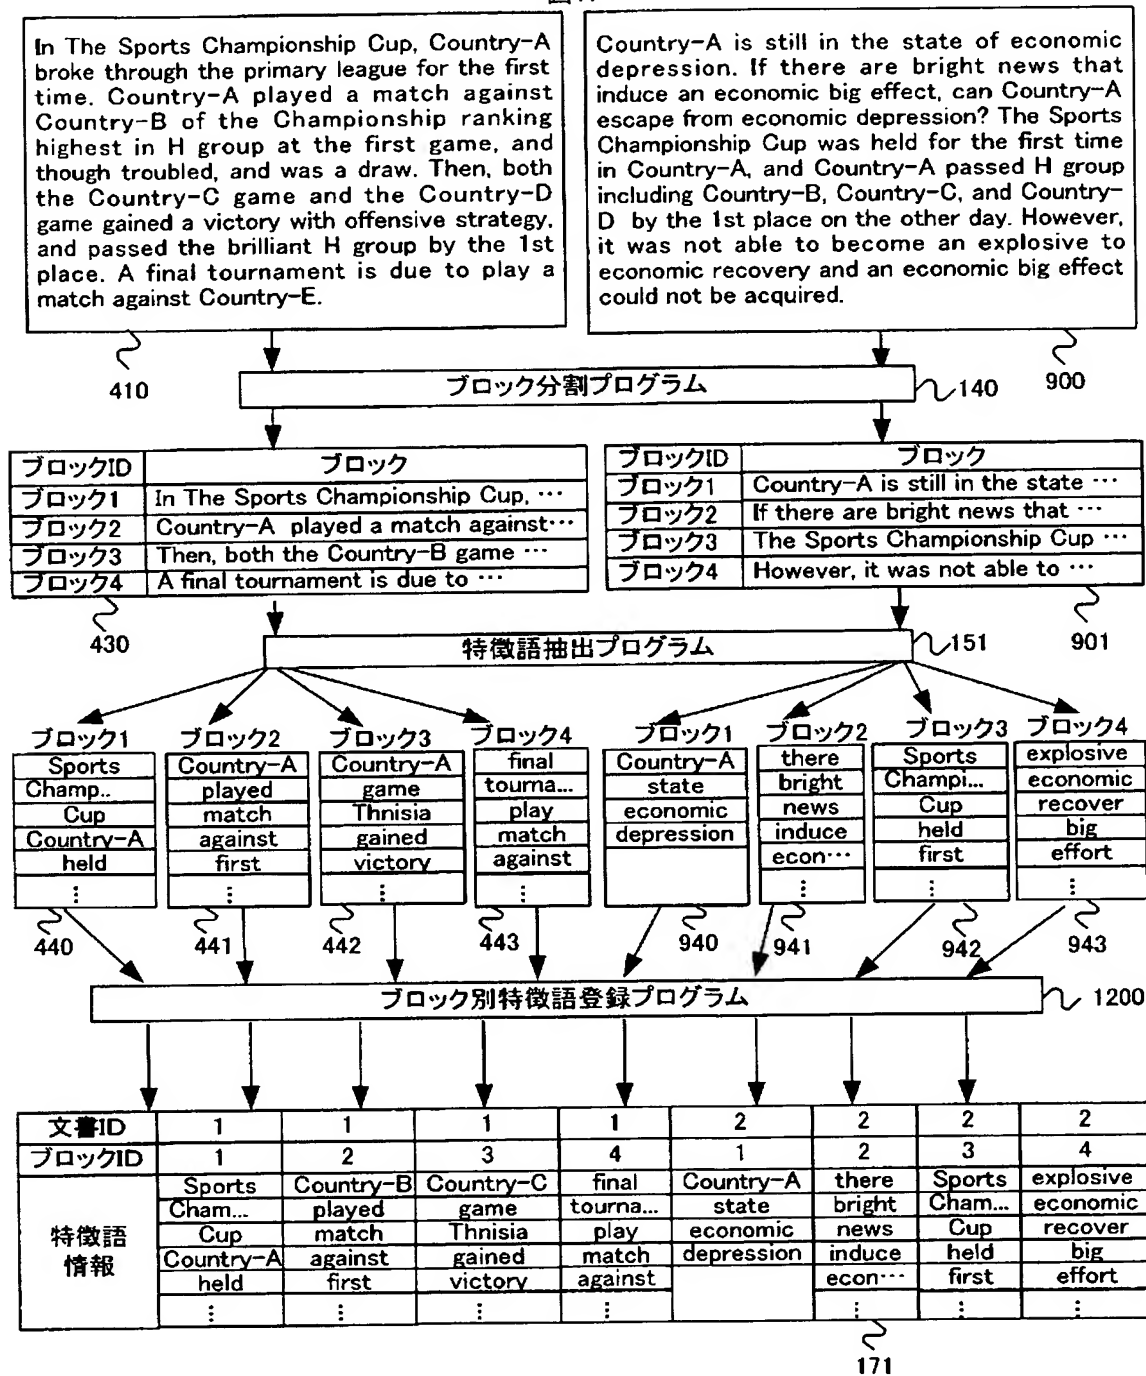 In The Sports Championship Cup, Country-A
broke through the primary league for the first
time. Country-A played a match against
Country-B of the Championship ranking
highest in H group at the first game, and
though troubled, and was a draw. Then, both
the Country-C game and the Country-D
game gained a victory with offensive strategy,
and passed the brilliant H group by the 1st
place. A final tournament is due to play a
match against Country-E.
410
Country-A is still in the state of economic
depression. If there are bright news that
induce an economic big effect, can Country-A
escape from economic depression? The Sports
Championship Cup was held for the first time
in Country-A, and Country-A passed H group
including Country-B, Country-C, and Country-
D by the 1st place on the other day. However,
it was not able to become an explosive to
economic recovery and an economic big effect
could not be acquired.
900
ブロック分割プログラム 140
ブロックID ブロック
ブロック1 In The Sports Championship Cup, …
ブロック2 Country-A played a match against…
ブロック3 Then, both the Country-B game …
ブロック4 A final tournament is due to …
430
ブロックID ブロック
ブロック1 Country-A is still in the state …
ブロック2 If there are bright news that …
ブロック3 The Sports Championship Cup …
ブロック4 However, it was not able to …
901
特徴語抽出プログラム 151
ブロック1
Sports
Champ..
Cup
Country-A
held
⋮
440
ブロック2
Country-A
played
match
against
first
⋮
441
ブロック3
Country-A
game
Thnisia
gained
victory
⋮
442
ブロック4
final
tourna...
play
match
against
⋮
443
ブロック1
Country-A
state
economic
depression
940
ブロック2
there
bright
news
induce
econ…
⋮
941
ブロック3
Sports
Champi...
Cup
held
first
⋮
942
ブロック4
explosive
economic
recover
big
effort
⋮
943
ブロック別特徴語登録プログラム 1200
文書ID 1 1 1 1 2 2 2 2
ブロックID 1 2 3 4 1 2 3 4
特徴語
情報
Sports Country-B Country-C final Country-A there Sports explosive
Cham... played game tourna... state bright Cham... economic
Cup match Thnisia play economic news Cup recover
Country-A against gained match depression induce held big
held first victory against econ… first effort
⋮ ⋮ ⋮ ⋮ ⋮ ⋮ ⋮
171